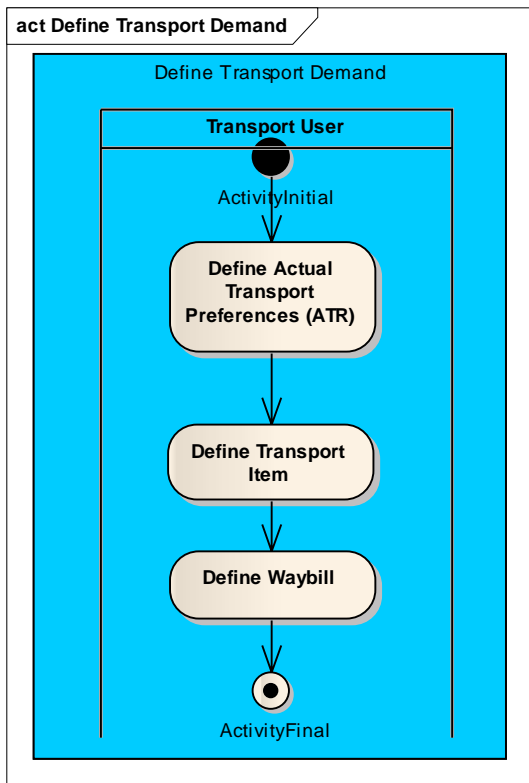 act Define Transport Demand
Define Transport Demand
Transport User
ActivityInitial
Define Actual
Transport
Preferences (ATR)
Define Transport
Item
Define Waybill
ActivityFinal